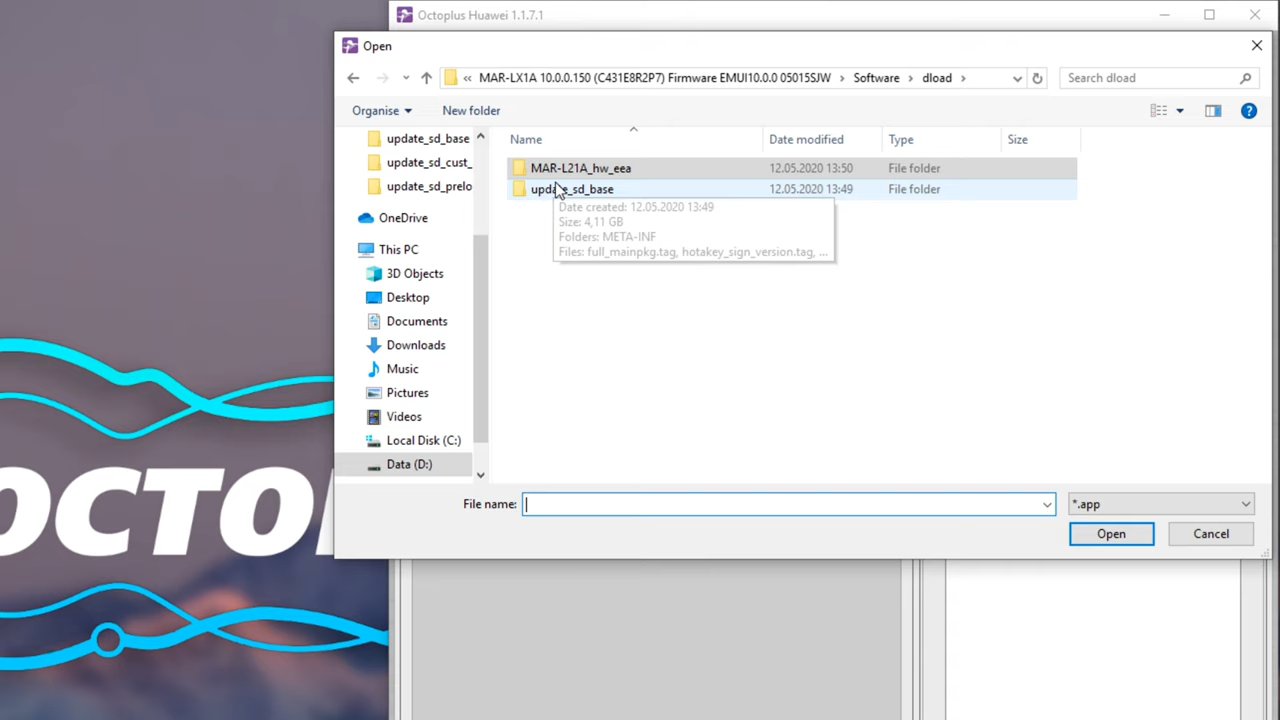 Octoplus Huawei 1.1.7.1
Open
« MAR-LX1A 10.0.0.150 (C431E8R2P7) Firmware EMUI10.0.0 05015SJW > Software > dload >
Search dload
Organise
New folder
Name
Date modified
Type
Size
update_sd_base
update_sd_cust_
update_sd_prelo
OneDrive
This PC
3D Objects
Desktop
Documents
Downloads
Music
Pictures
Videos
Local Disk (C:)
Data (D:)
MAR-L21A_hw_eea 12.05.2020 13:50 File folder
update_sd_base 12.05.2020 13:49 File folder
Date created: 12.05.2020 13:49
Size: 4,11 GB
Folders: META-INF
Files: full_mainpkg.tag, hotakey_sign_version.tag, ...
File name:
*.app
Open
Cancel
OCTO